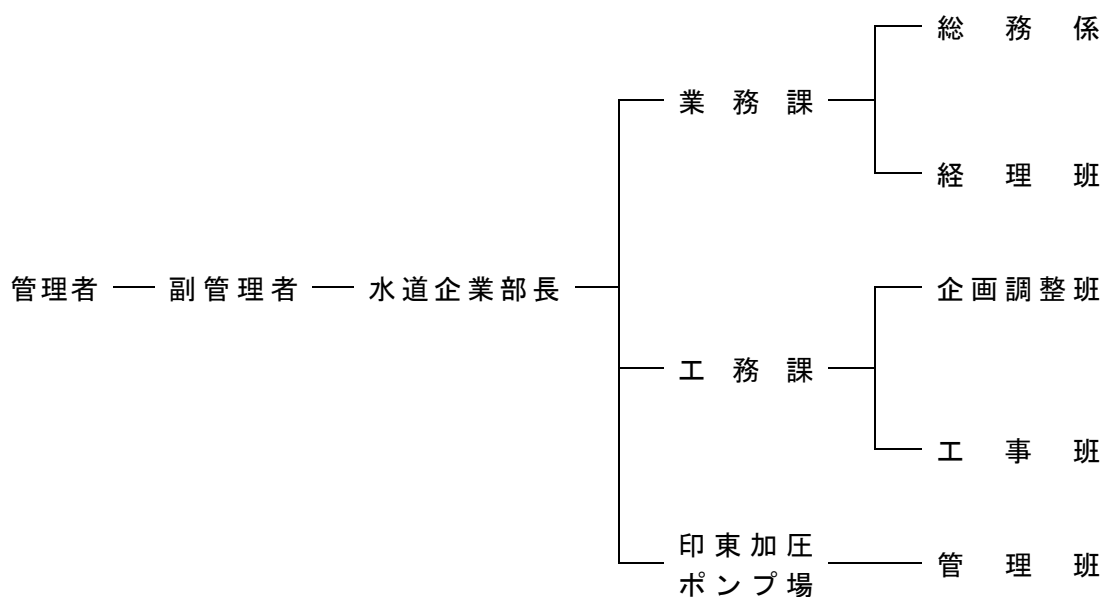 総務係
業務課
経理班
管理者
副管理者
水道企業部長
企画調整班
工務課
工事班
印東加圧
ポンプ場
管理班